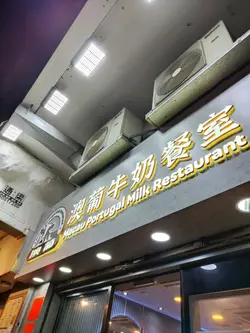 澳葡牛奶餐室
Macau Portugal Milk Restaurant